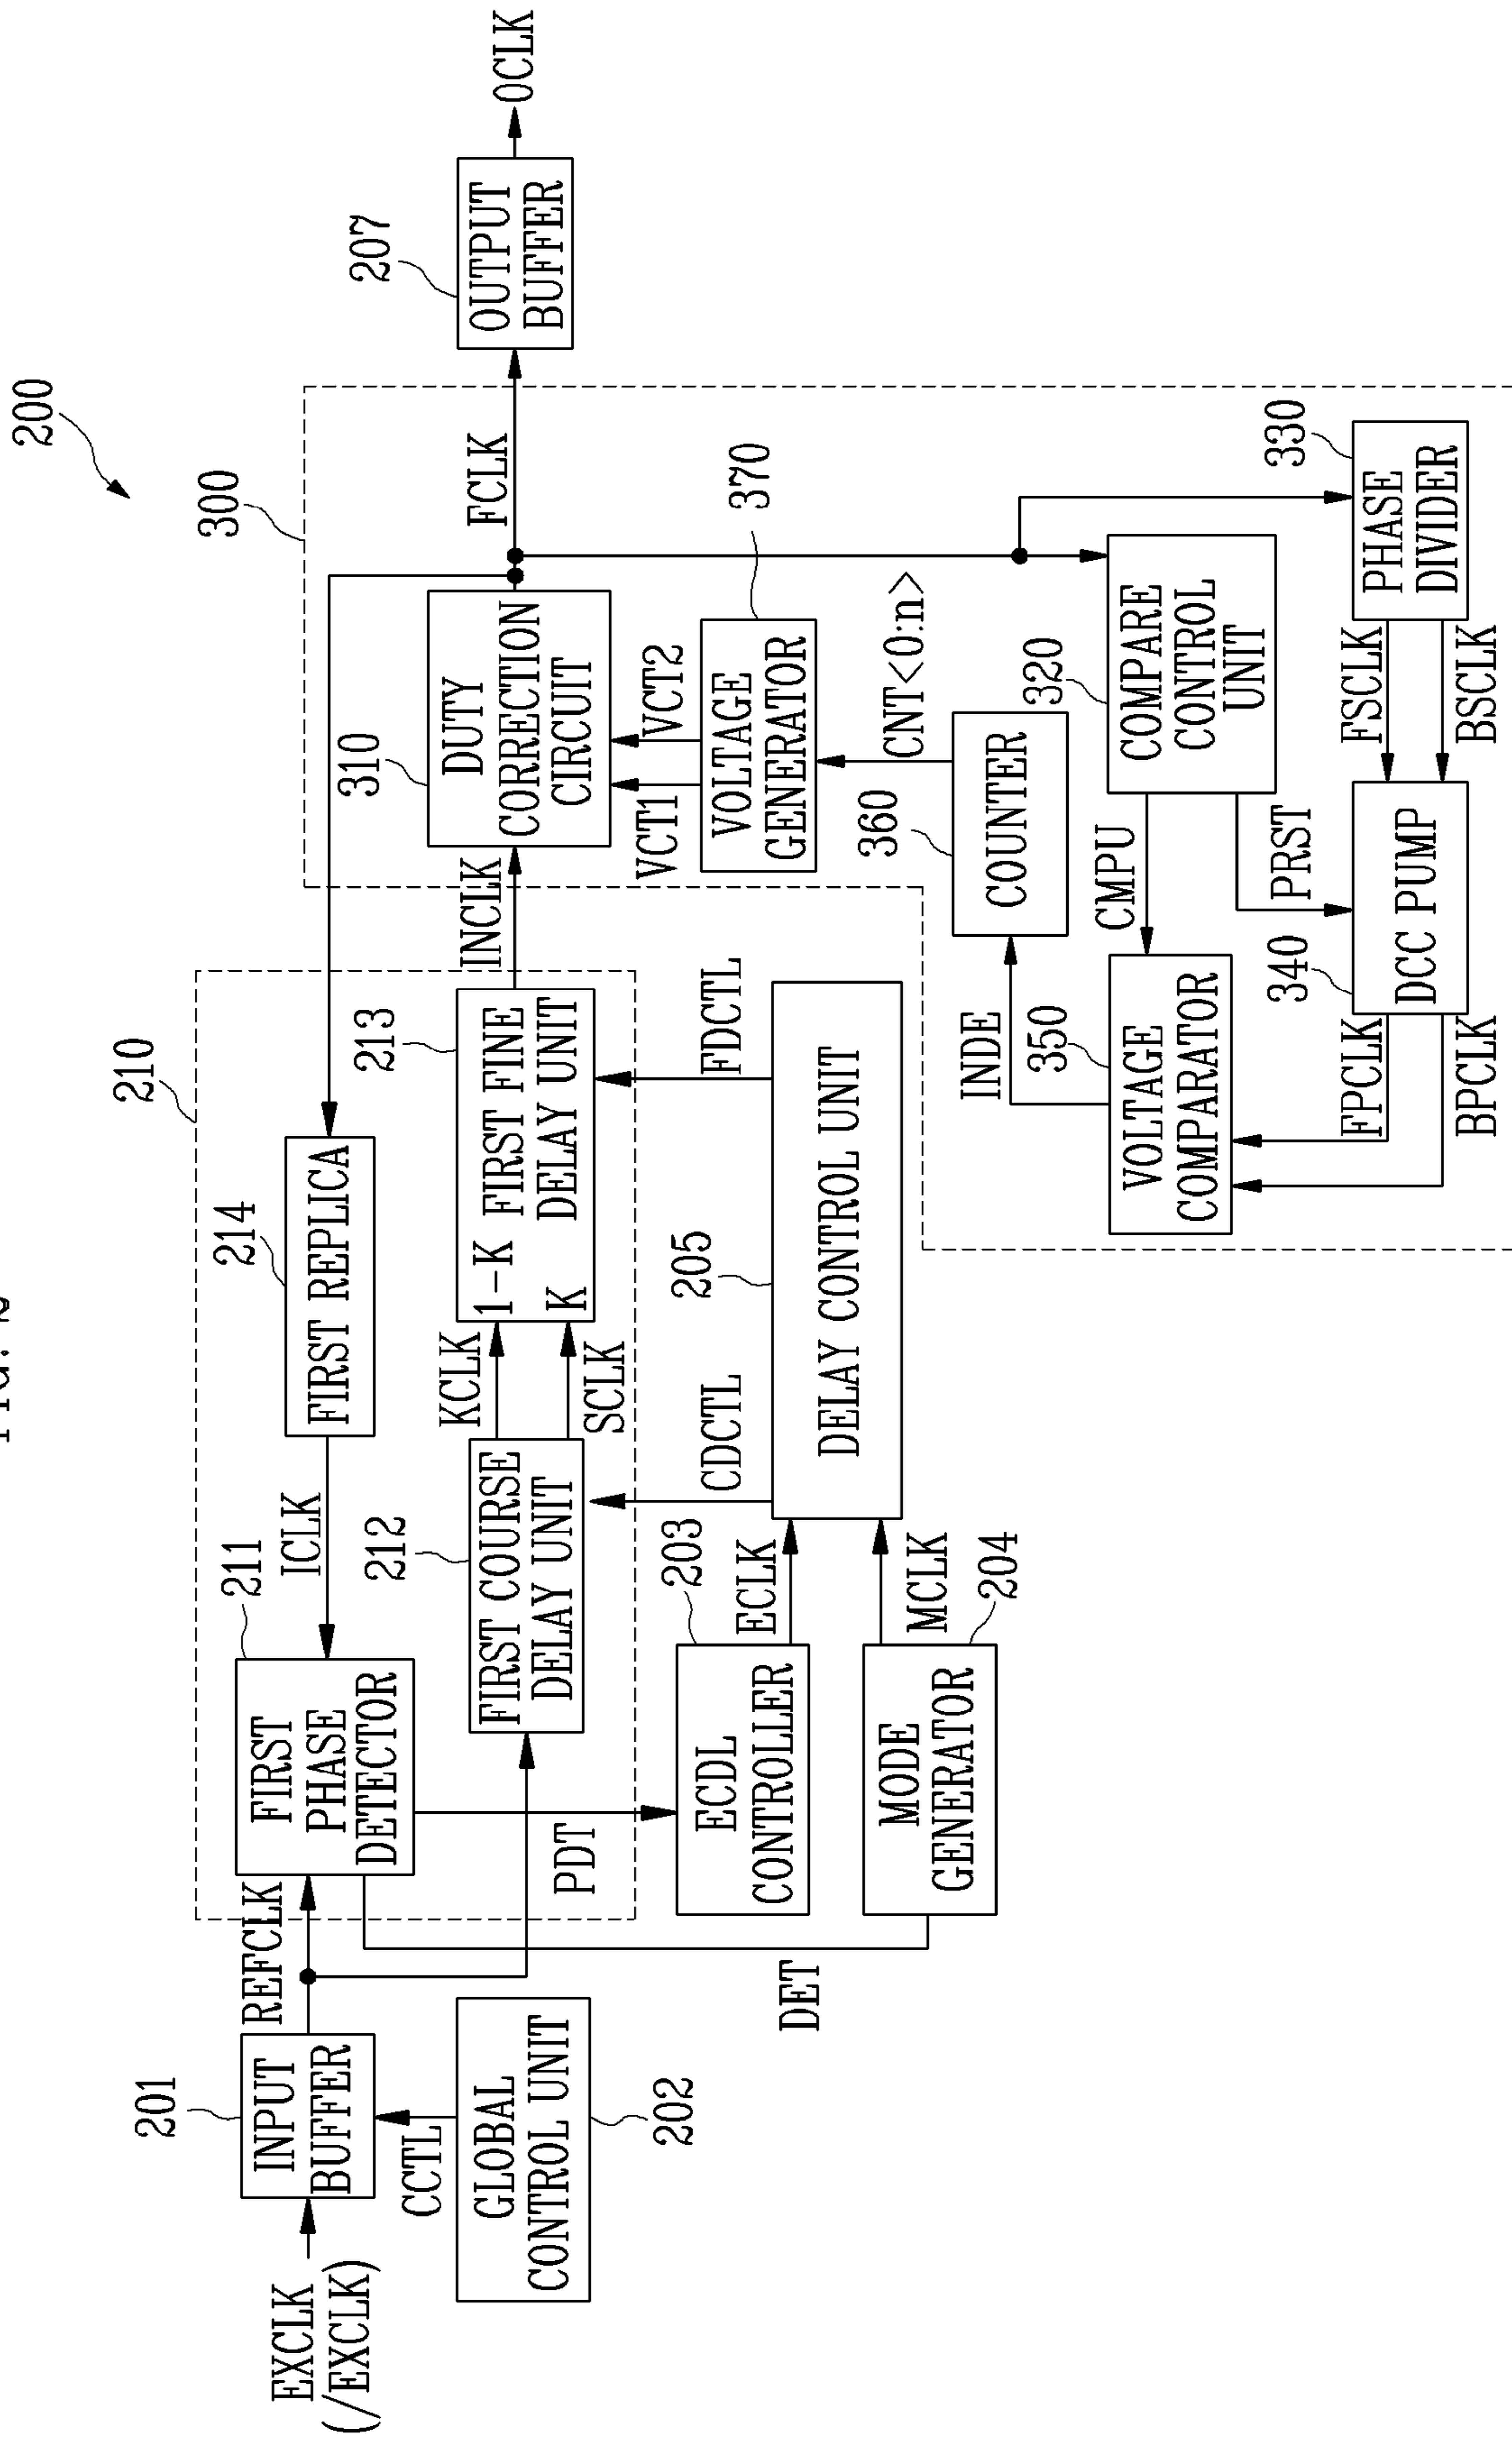 FIG. 2
200
EXCLK
(/EXCLK)
201
INPUT
BUFFER
CCTL
GLOBAL
CONTROL UNIT
202
REFCLK
210
211
FIRST
PHASE
DETECTOR
ICLK
214
FIRST REPLICA
212
FIRST COURSE
DELAY UNIT
KCLK
SCLK
213
1-K
K
FIRST FINE
DELAY UNIT
INCLK
PDT
DET
203
ECDL
CONTROLLER
ECLK
MODE
GENERATOR
204
MCLK
CDCTL
205
DELAY CONTROL UNIT
FDCTL
300
310
DUTY
CORRECTION
CIRCUIT
FCLK
207
OUTPUT
BUFFER
OCLK
VCT1
VCT2
VOLTAGE
GENERATOR
370
CNT<0:n>
360
COUNTER
INDE
350
VOLTAGE
COMPARATOR
CMPU
320
COMPARE
CONTROL
UNIT
PRST
FPCLK
BPCLK
340
DCC PUMP
FSCLK
BSCLK
330
PHASE
DIVIDER